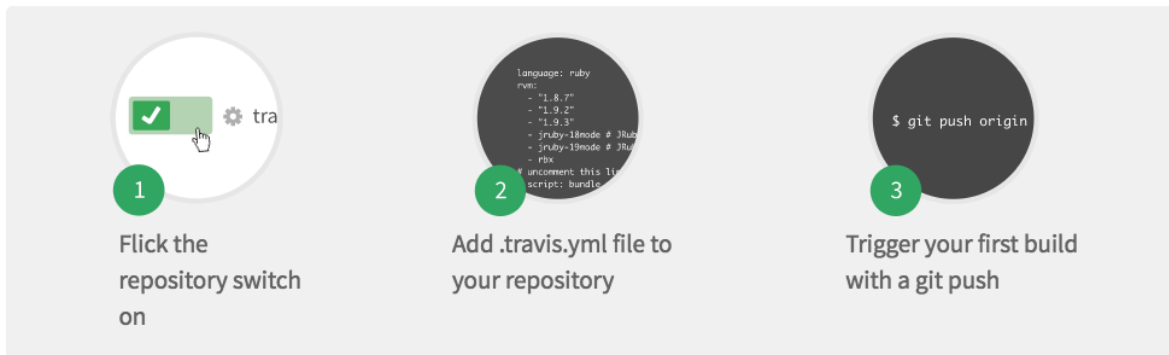 tra
1
Flick the
repository switch
on
language: ruby
rvm:
- "1.8.7"
- "1.9.2"
- "1.9.3"
- jruby-18mode # JRub
- jruby-19mode # JRu
- rbx
# uncomment this li
script: bundle
2
Add .travis.yml file to
your repository
$ git push origin
3
Trigger your first build
with a git push